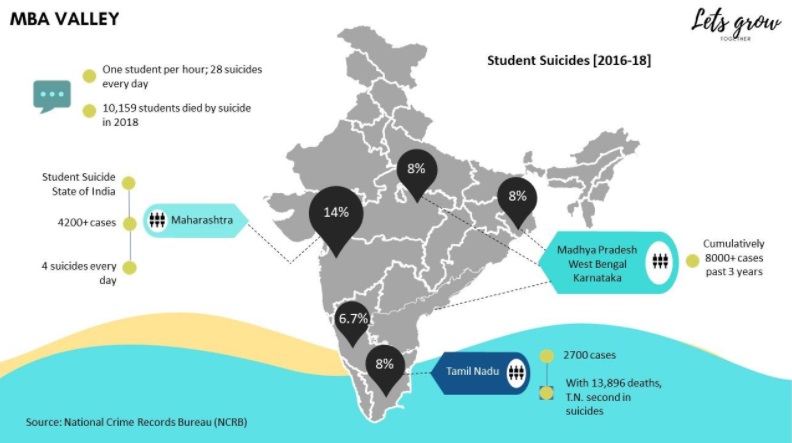 MBA VALLEY
Lets grow
TOGETHER
Student Suicides [2016-18]
One student per hour; 28 suicides
every day
10,159 students died by suicide
in 2018
Student Suicide
State of India
4200+ cases
4 suicides every
day
Maharashtra
14%
8%
8%
6.7%
8%
Madhya Pradesh
West Bengal
Karnataka
Cumulatively
8000+ cases
past 3 years
Tamil Nadu
2700 cases
With 13,896 deaths,
T.N. second in
suicides
Source: National Crime Records Bureau (NCRB)